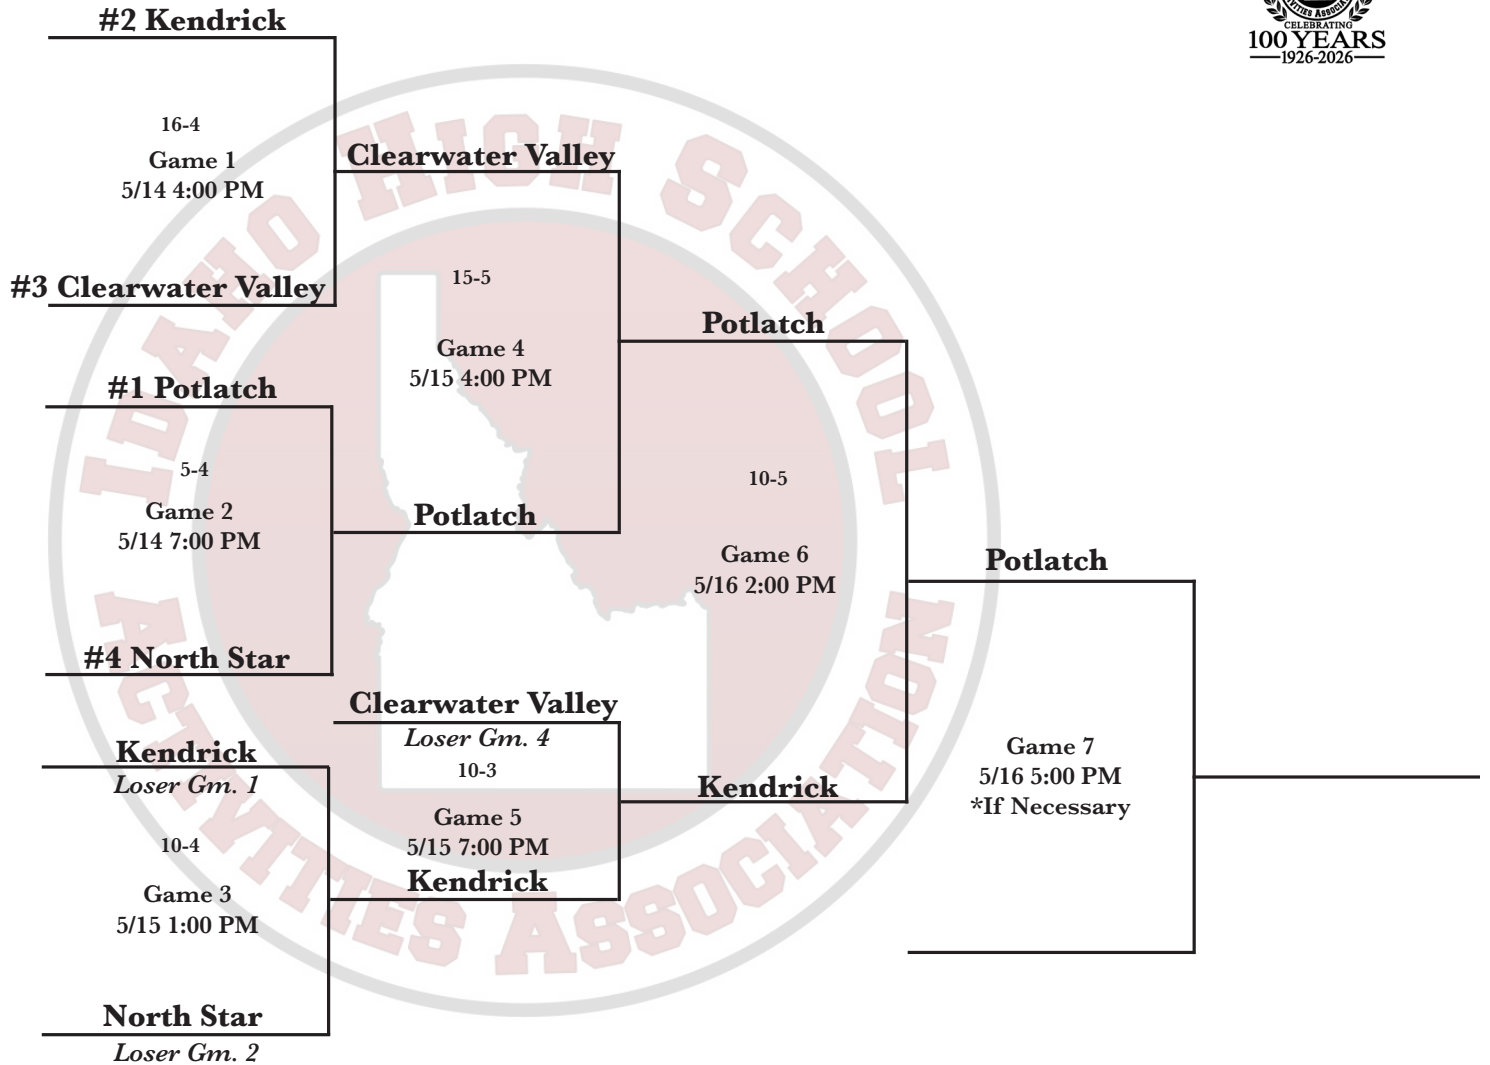 #2 Kendrick
VITIES ASSOCI
CELEBRATING
100 YEARS
1926-2026
16-4
Game 1
5/14 4:00 PM
Clearwater Valley
#3 Clearwater Valley
15-5
Game 4
5/15 4:00 PM
Potlatch
#1 Potlatch
5-4
Game 2
5/14 7:00 PM
Potlatch
10-5
Game 6
5/16 2:00 PM
Potlatch
#4 North Star
Clearwater Valley
Loser Gm. 4
10-3
Game 5
5/15 7:00 PM
Kendrick
Kendrick
Loser Gm. 1
10-4
Game 3
5/15 1:00 PM
Kendrick
Game 7
5/16 5:00 PM
*If Necessary
North Star
Loser Gm. 2
IDAHO HIGH SCHOOL
ACTIVITIES ASSOCIATION